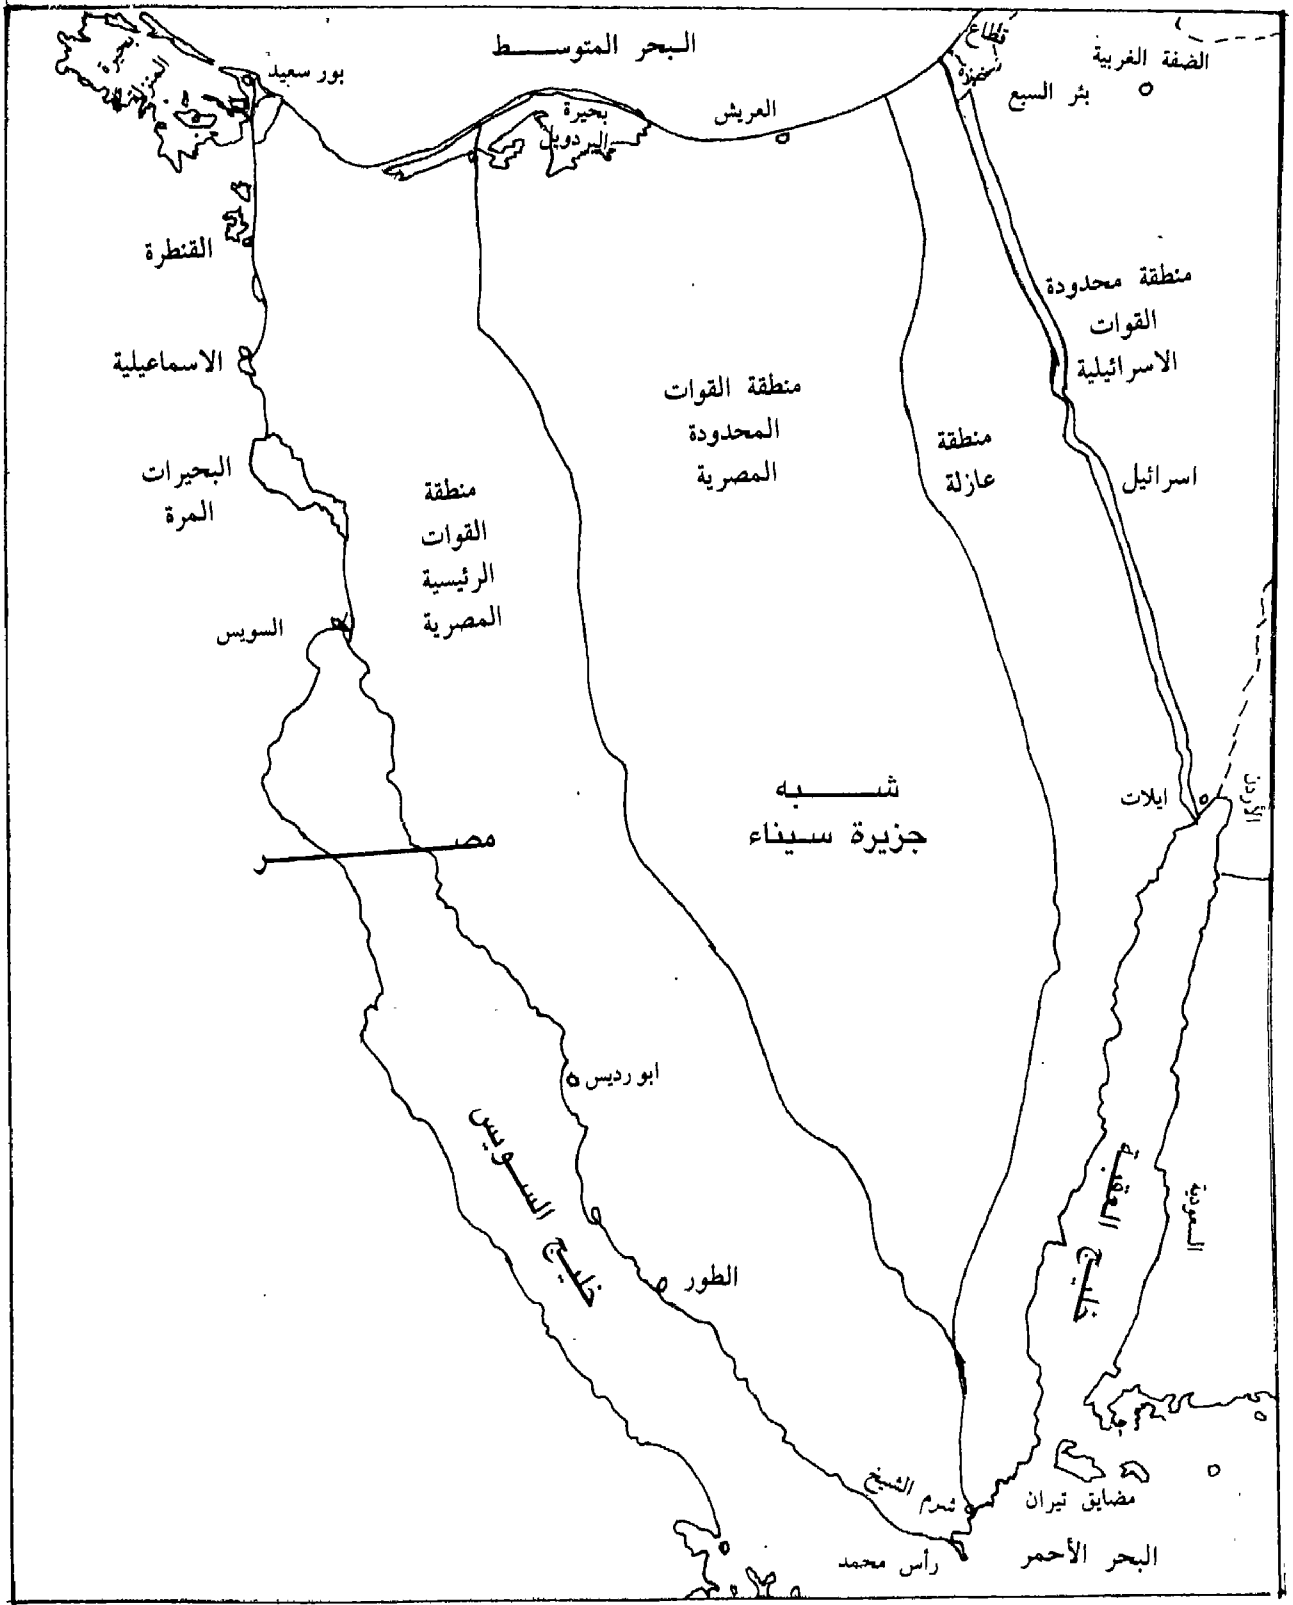 البحر المتوسط
قطاع
غزة
الضفة الغربية
بئر السبع
بور سعيد
بحيرة
المنزلة
بحيرة
البردويل
العريش
القنطرة
منطقة محدودة
القوات
الاسرائيلية
الاسماعيلية
منطقة القوات
المحدودة
المصرية
منطقة
عازلة
اسرائيل
البحيرات
المرة
منطقة
القوات
الرئيسية
المصرية
السويس
شبه
جزيرة سيناء
ايلات
الأردن
مصر
ابو رديس
خليج السويس
خليج العقبة
السعودية
الطور
شرم الشيخ
مضايق تيران
رأس محمد
البحر الأحمر